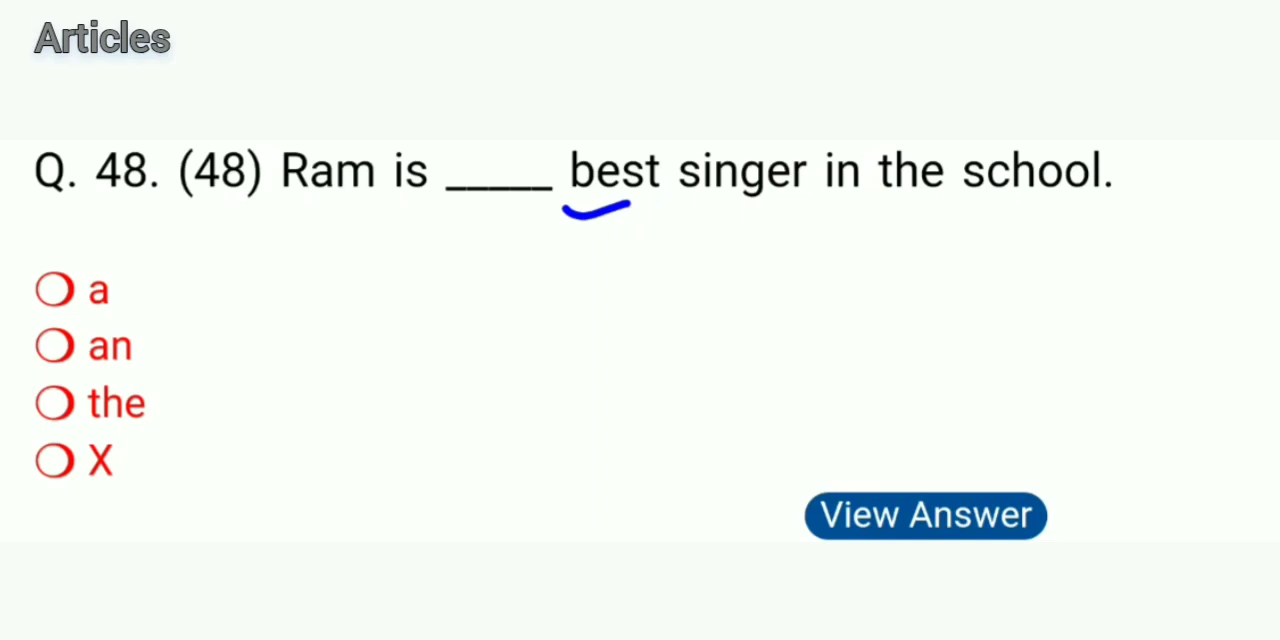 Articles
Q. 48. (48) Ram is _____ best singer in the school.
a
an
the
X
View Answer